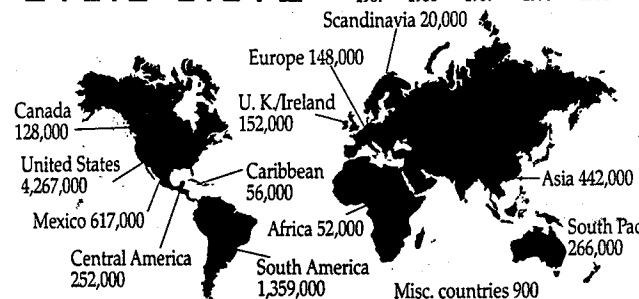 Scandinavia 20,000
Europe 148,000
U. K./Ireland
152,000
Canada
128,000
United States
4,267,000
Caribbean
56,000
Asia 442,000
Mexico 617,000
Africa 52,000
South
266,000
Central America
252,000
South America
1,359,000
Misc. countries 900